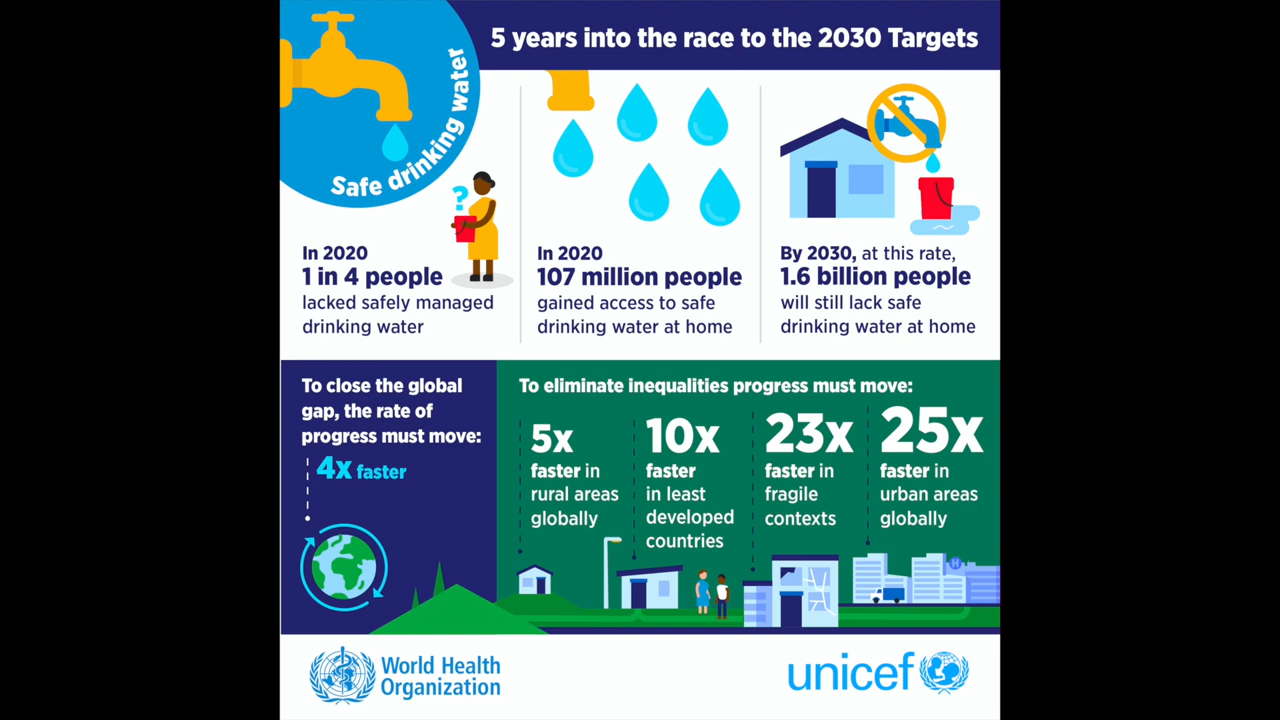 5 years into the race to the 2030 Targets
Safe drinking water
?
In 2020
1 in 4 people
lacked safely managed
drinking water
In 2020
107 million people
gained access to safe
drinking water at home
By 2030, at this rate,
1.6 billion people
will still lack safe
drinking water at home
To close the global
gap, the rate of
progress must move:
4x faster
To eliminate inequalities progress must move:
5x
faster in
rural areas
globally
10x
faster
in least
developed
countries
23x
faster in
fragile
contexts
25x
faster in
urban areas
globally
H
World Health
Organization
unicef